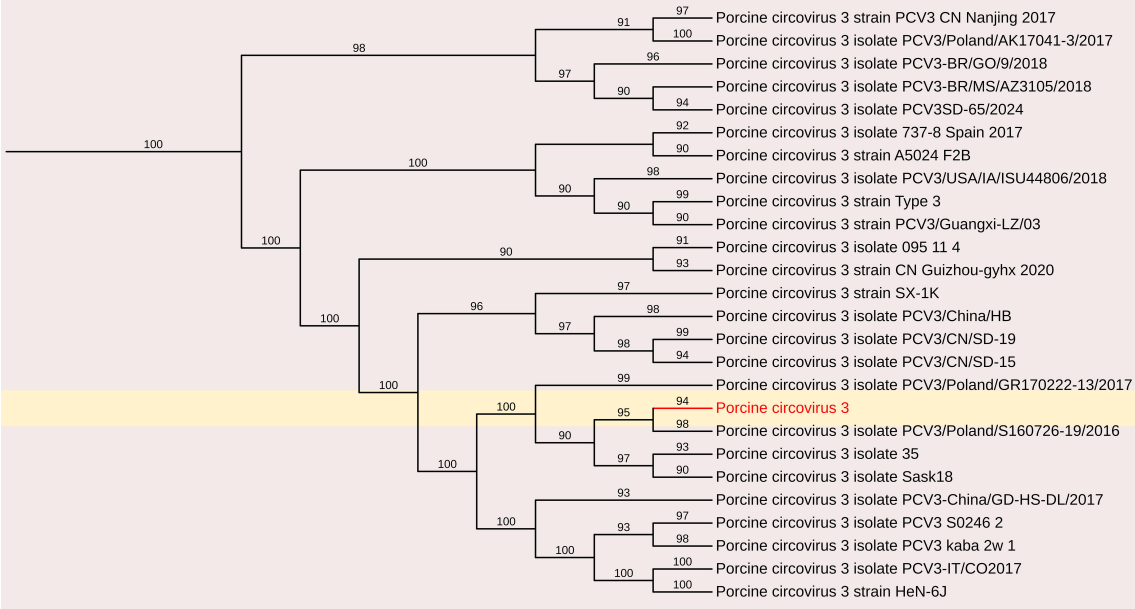 97
91
Porcine circovirus 3 strain PCV3 CN Nanjing 2017
100
Porcine circovirus 3 isolate PCV3/Poland/AK17041-3/2017
98
96
Porcine circovirus 3 isolate PCV3-BR/GO/9/2018
97
90
Porcine circovirus 3 isolate PCV3-BR/MS/AZ3105/2018
94
Porcine circovirus 3 isolate PCV3SD-65/2024
92
Porcine circovirus 3 isolate 737-8 Spain 2017
100
90
Porcine circovirus 3 strain A5024 F2B
100
98
Porcine circovirus 3 isolate PCV3/USA/IA/ISU44806/2018
90
99
Porcine circovirus 3 strain Type 3
90
90
Porcine circovirus 3 strain PCV3/Guangxi-LZ/03
100
91
Porcine circovirus 3 isolate 095 11 4
90
93
Porcine circovirus 3 strain CN Guizhou-gyhx 2020
97
Porcine circovirus 3 strain SX-1K
96
98
Porcine circovirus 3 isolate PCV3/China/HB
100
97
99
Porcine circovirus 3 isolate PCV3/CN/SD-19
98
94
Porcine circovirus 3 isolate PCV3/CN/SD-15
99
Porcine circovirus 3 isolate PCV3/Poland/GR170222-13/2017
100
94
Porcine circovirus 3
100
95
98
Porcine circovirus 3 isolate PCV3/Poland/S160726-19/2016
90
93
Porcine circovirus 3 isolate 35
100
97
90
Porcine circovirus 3 isolate Sask18
93
Porcine circovirus 3 isolate PCV3-China/GD-HS-DL/2017
100
97
Porcine circovirus 3 isolate PCV3 S0246 2
93
98
Porcine circovirus 3 isolate PCV3 kaba 2w 1
100
100
Porcine circovirus 3 isolate PCV3-IT/CO2017
100
100
Porcine circovirus 3 strain HeN-6J